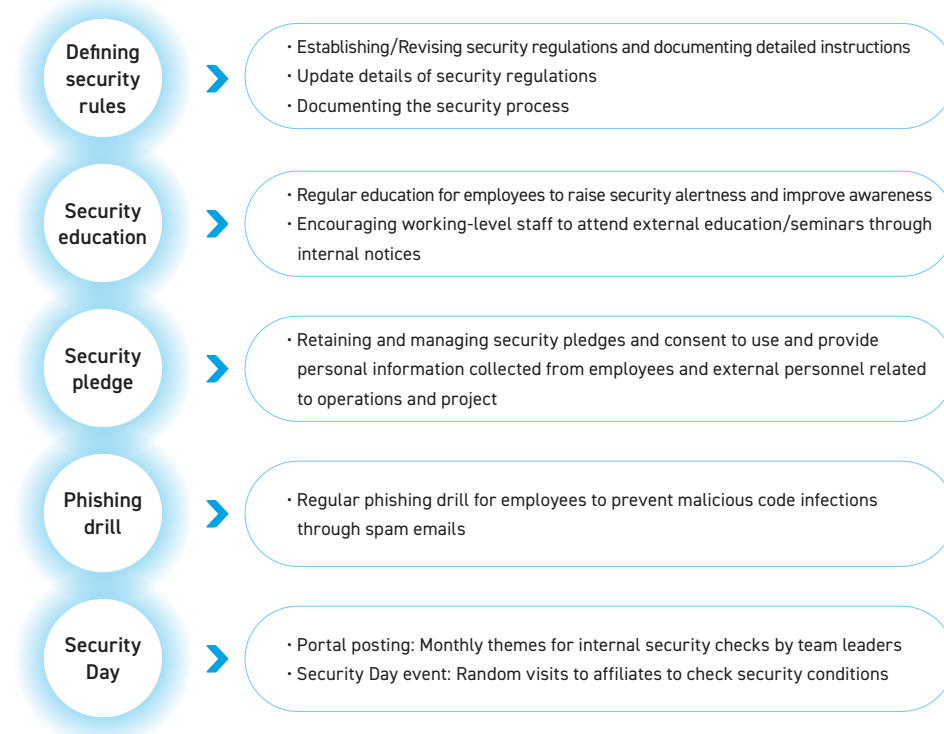 Defining
security
rules
· Establishing/Revising security regulations and documenting detailed instructions
· Update details of security regulations
· Documenting the security process
Security
education
· Regular education for employees to raise security alertness and improve awareness
· Encouraging working-level staff to attend external education/seminars through
internal notices
Security
pledge
· Retaining and managing security pledges and consent to use and provide
personal information collected from employees and external personnel related
to operations and project
Phishing
drill
· Regular phishing drill for employees to prevent malicious code infections
through spam emails
Security
Day
· Portal posting: Monthly themes for internal security checks by team leaders
· Security Day event: Random visits to affiliates to check security conditions